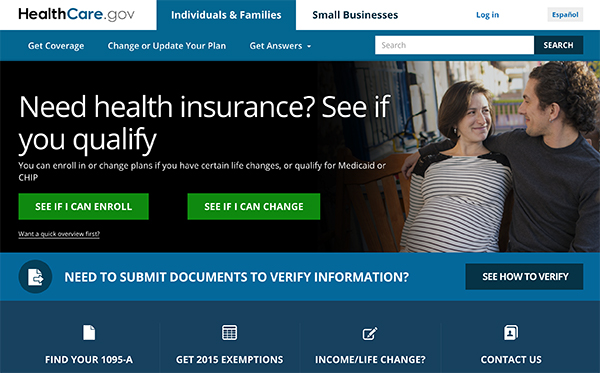 HealthCare.gov
Individuals & Families
Small Businesses
Log in
Español
Get Coverage
Change or Update Your Plan
Get Answers
Search
SEARCH
Need health insurance? See if
you qualify
You can enroll in or change plans if you have certain life changes, or qualify for Medicaid or
CHIP
SEE IF I CAN ENROLL
SEE IF I CAN CHANGE
Want a quick overview first?
NEED TO SUBMIT DOCUMENTS TO VERIFY INFORMATION?
SEE HOW TO VERIFY
FIND YOUR 1095-A
GET 2015 EXEMPTIONS
INCOME/LIFE CHANGE?
CONTACT US